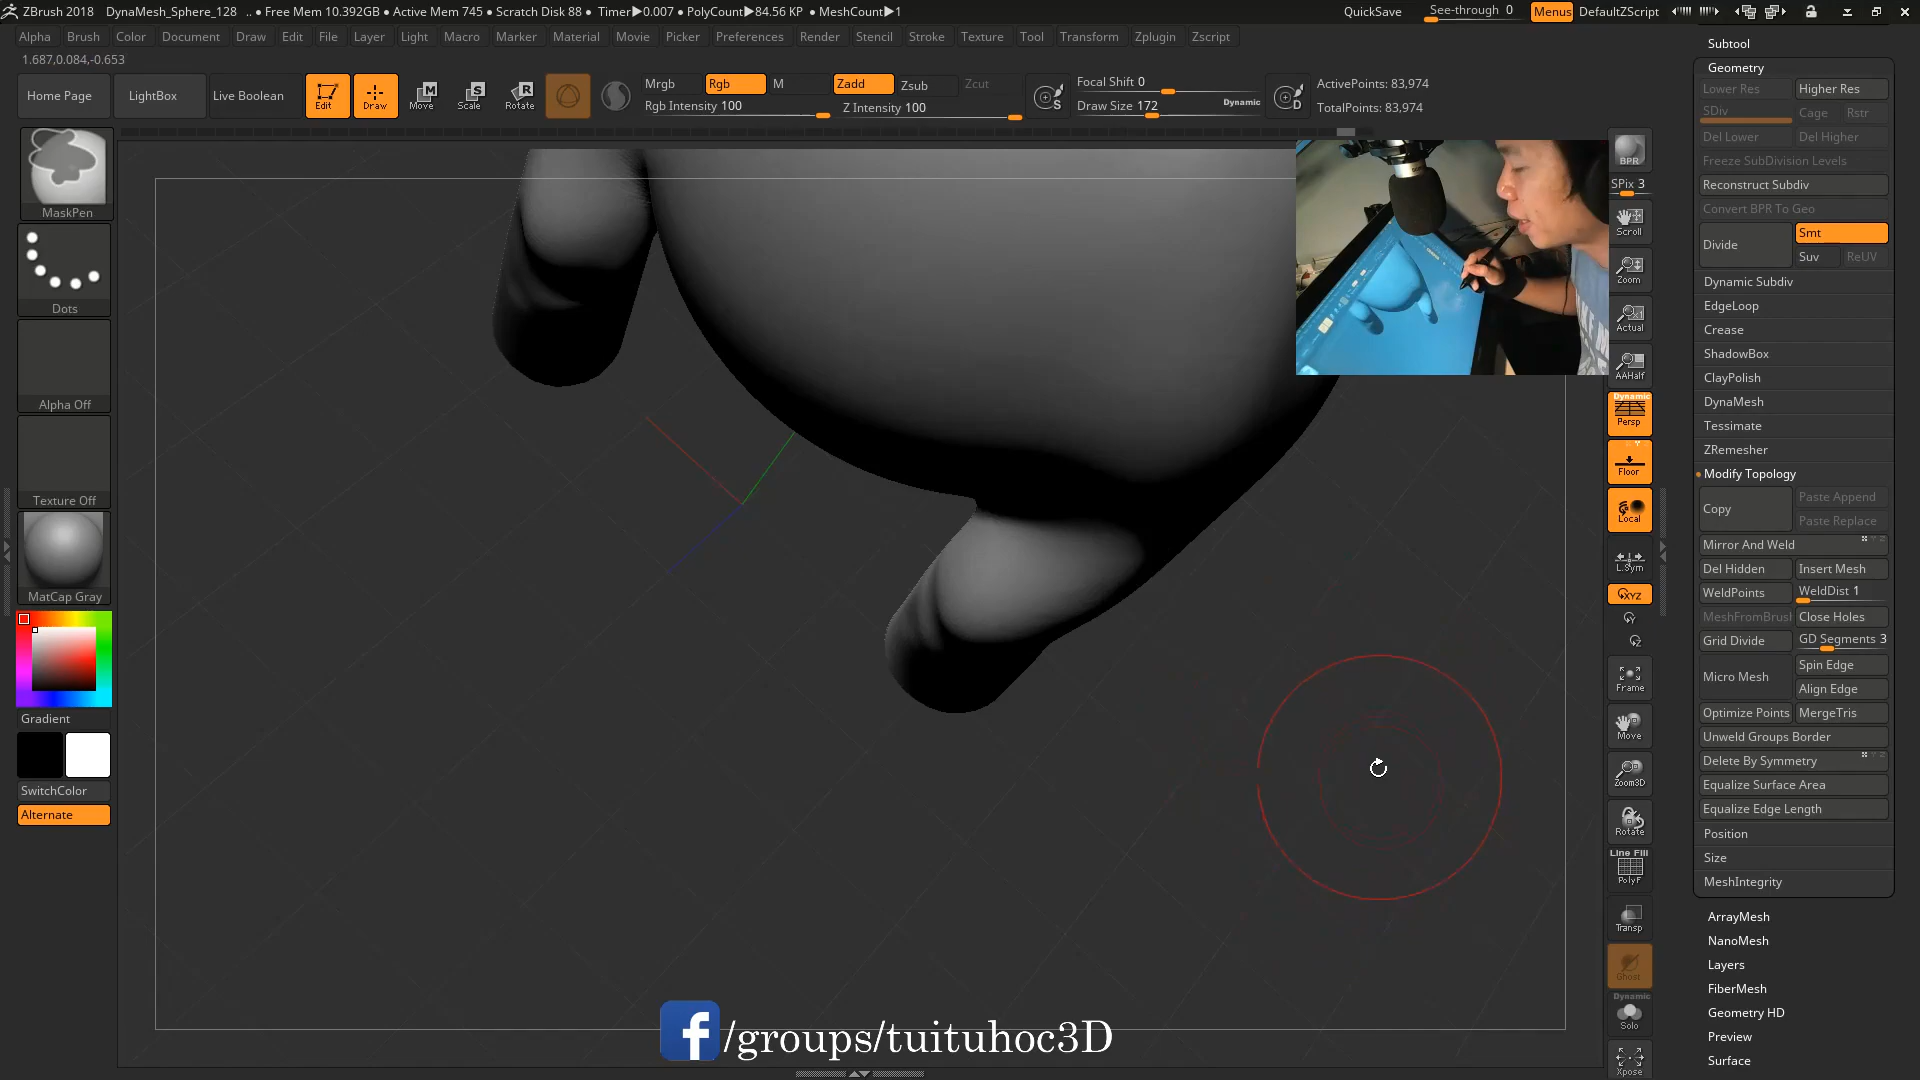 ZBrush 2018 DynaMesh_Sphere_128 .. • Free Mem 10.392GB • Active Mem 745 • Scratch Disk 88 • Timer▶0.007 • PolyCount▶84.56 KP • MeshCount▶1
QuickSave See-through 0 Menus DefaultZScript
Alpha Brush Color Document Draw Edit File Layer Light Macro Marker Material Movie Picker Preferences Render Stencil Stroke Texture Tool Transform Zplugin Zscript
1.687,0.084,-0.653
Home Page LightBox Live Boolean Edit Draw Move Scale Rotate
Mrgb Rgb M Zadd Zsub Zcut
Rgb Intensity 100 Z Intensity 100
Focal Shift 0
Draw Size 172 Dynamic
ActivePoints: 83,974
TotalPoints: 83,974
MaskPen
Dots
Alpha Off
Texture Off
MatCap Gray
Gradient
SwitchColor
Alternate
BPR
SPix 3
Scroll
Zoom
Actual
AAHalf
Dynamic
Persp
Floor
Local
L.Sym
XYZ
Frame
Move
Zoom3D
Rotate
Line Fill
PolyF
Transp
Ghost
Dynamic
Solo
Xpose
Subtool
Geometry
Lower Res Higher Res
SDiv Cage Rstr
Del Lower Del Higher
Freeze SubDivision Levels
Reconstruct Subdiv
Convert BPR To Geo
Divide Smt
Suv ReUV
Dynamic Subdiv
EdgeLoop
Crease
ShadowBox
ClayPolish
DynaMesh
Tessimate
ZRemesher
Modify Topology
Copy Paste Append
Paste Replace
Mirror And Weld
Del Hidden Insert Mesh
WeldPoints WeldDist 1
MeshFromBrush Close Holes
Grid Divide GD Segments 3
Micro Mesh Spin Edge
Align Edge
Optimize Points MergeTris
Unweld Groups Border
Delete By Symmetry
Equalize Surface Area
Equalize Edge Length
Position
Size
MeshIntegrity
ArrayMesh
NanoMesh
Layers
FiberMesh
Geometry HD
Preview
Surface
f /groups/tuituhoc3D